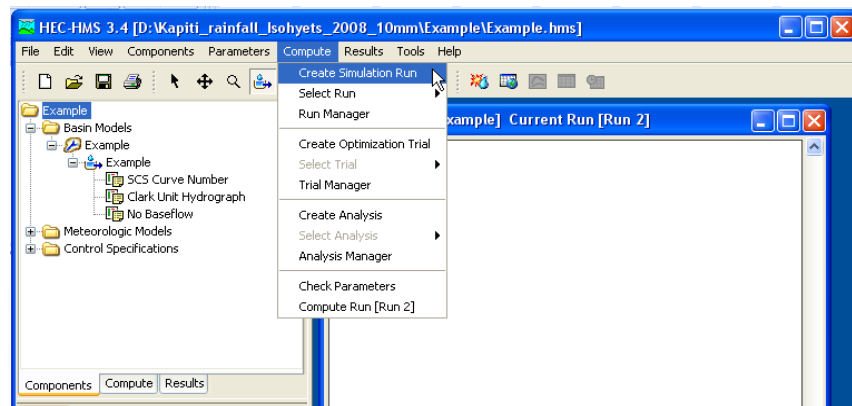 HEC-HMS 3.4 [D:\Kapiti_rainfall_Isohyets_2008_10mm\Example\Example.hms]
File Edit View Components Parameters Compute Results Tools Help
Create Simulation Run
Select Run
Run Manager
Create Optimization Trial
Select Trial
Trial Manager
Create Analysis
Select Analysis
Analysis Manager
Check Parameters
Compute Run [Run 2]
Example
Basin Models
Example
Example
SCS Curve Number
Clark Unit Hydrograph
No Baseflow
Meteorologic Models
Control Specifications
xample] Current Run [Run 2]
Components Compute Results